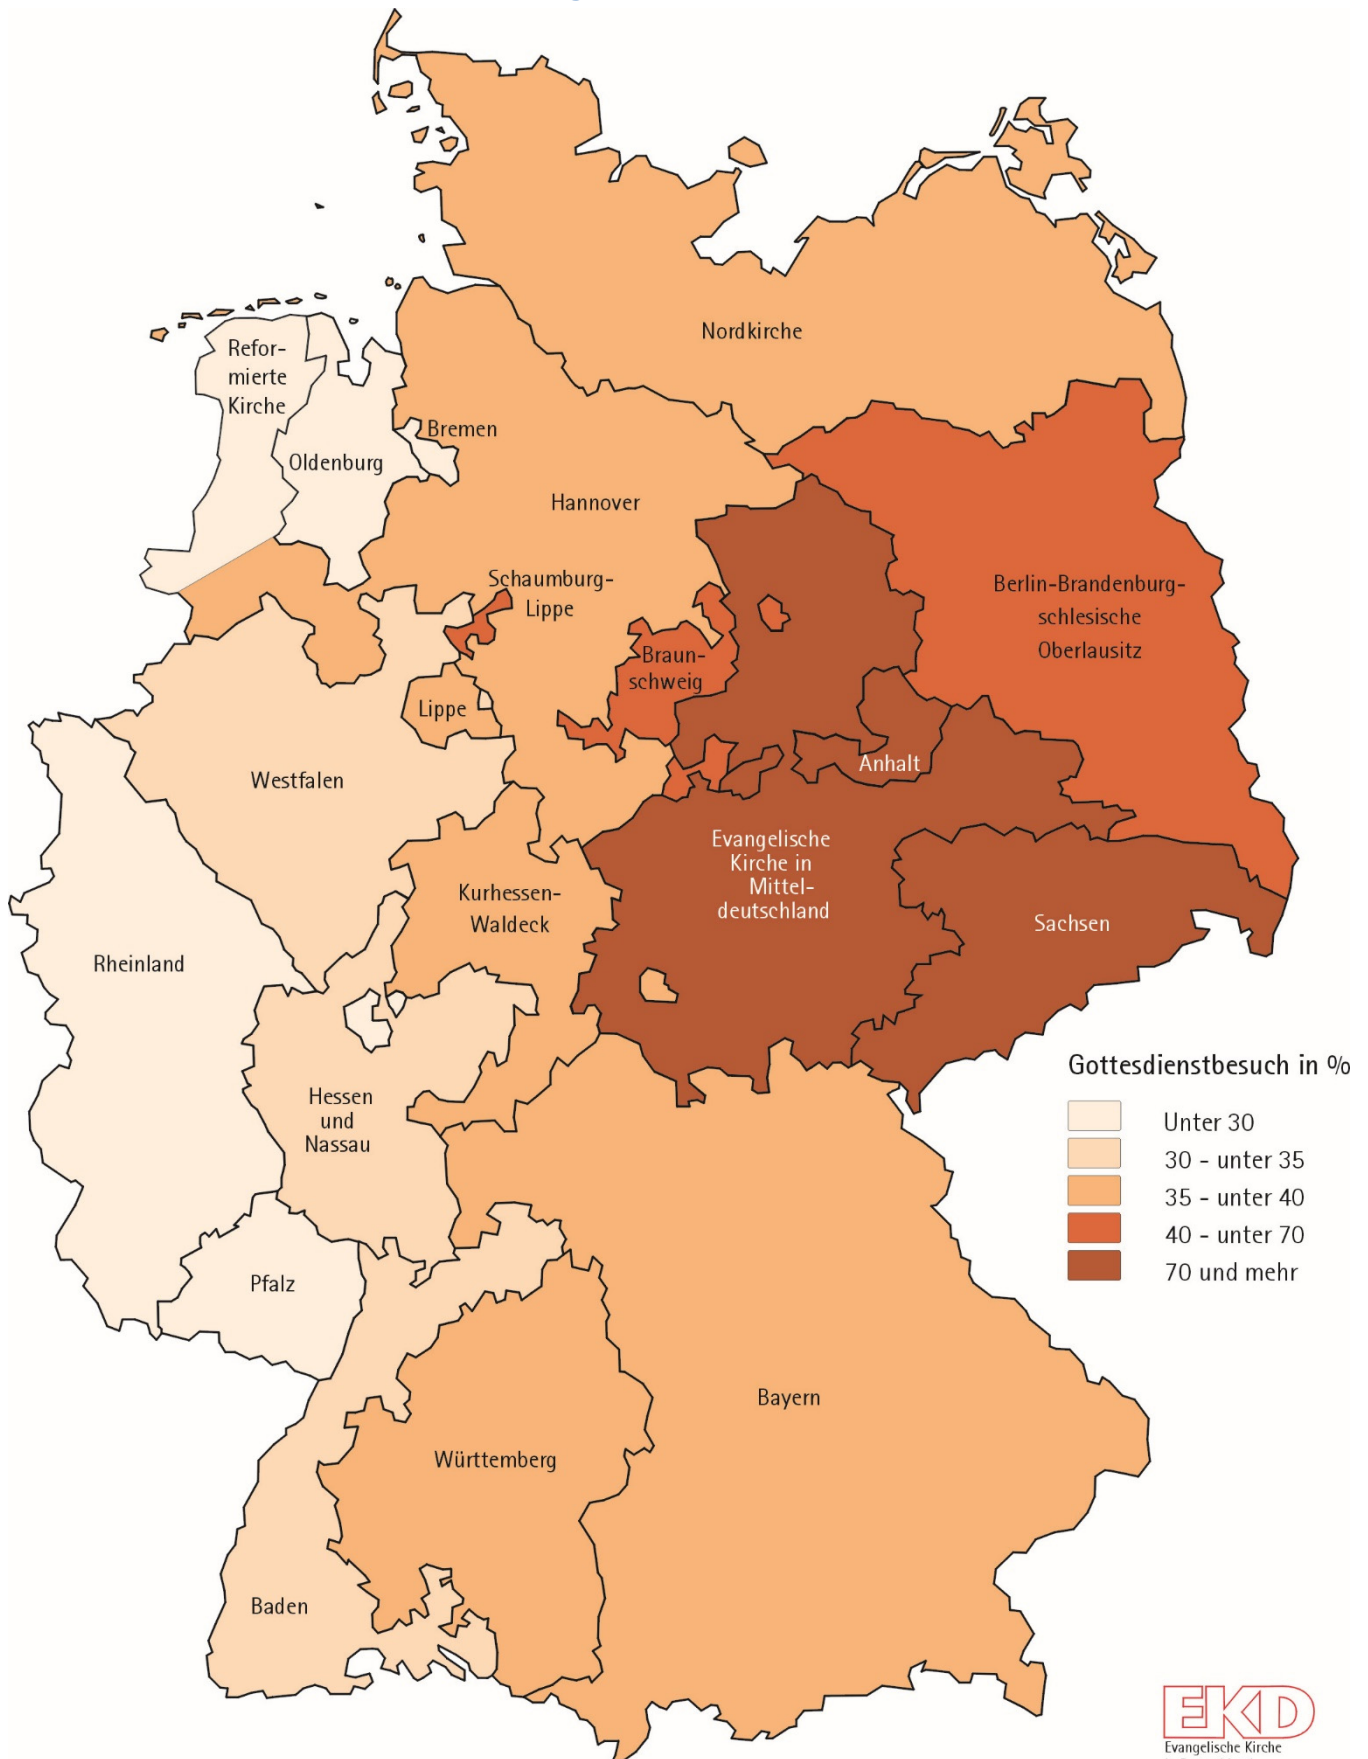 Nordkirche
Refor-
mierte
Kirche
Bremen
Oldenburg
Hannover
Schaumburg-
Lippe
Berlin-Brandenburg-
schlesische
Oberlausitz
Braun-
schweig
Lippe
Anhalt
Westfalen
Evangelische
Kirche in
Mittel-
deutschland
Kurhessen-
Waldeck
Sachsen
Rheinland
Hessen
und
Nassau
Pfalz
Bayern
Württemberg
Baden
Gottesdienstbesuch in %
Unter 30
30 - unter 35
35 - unter 40
40 - unter 70
70 und mehr
EKD
Evangelische Kirche